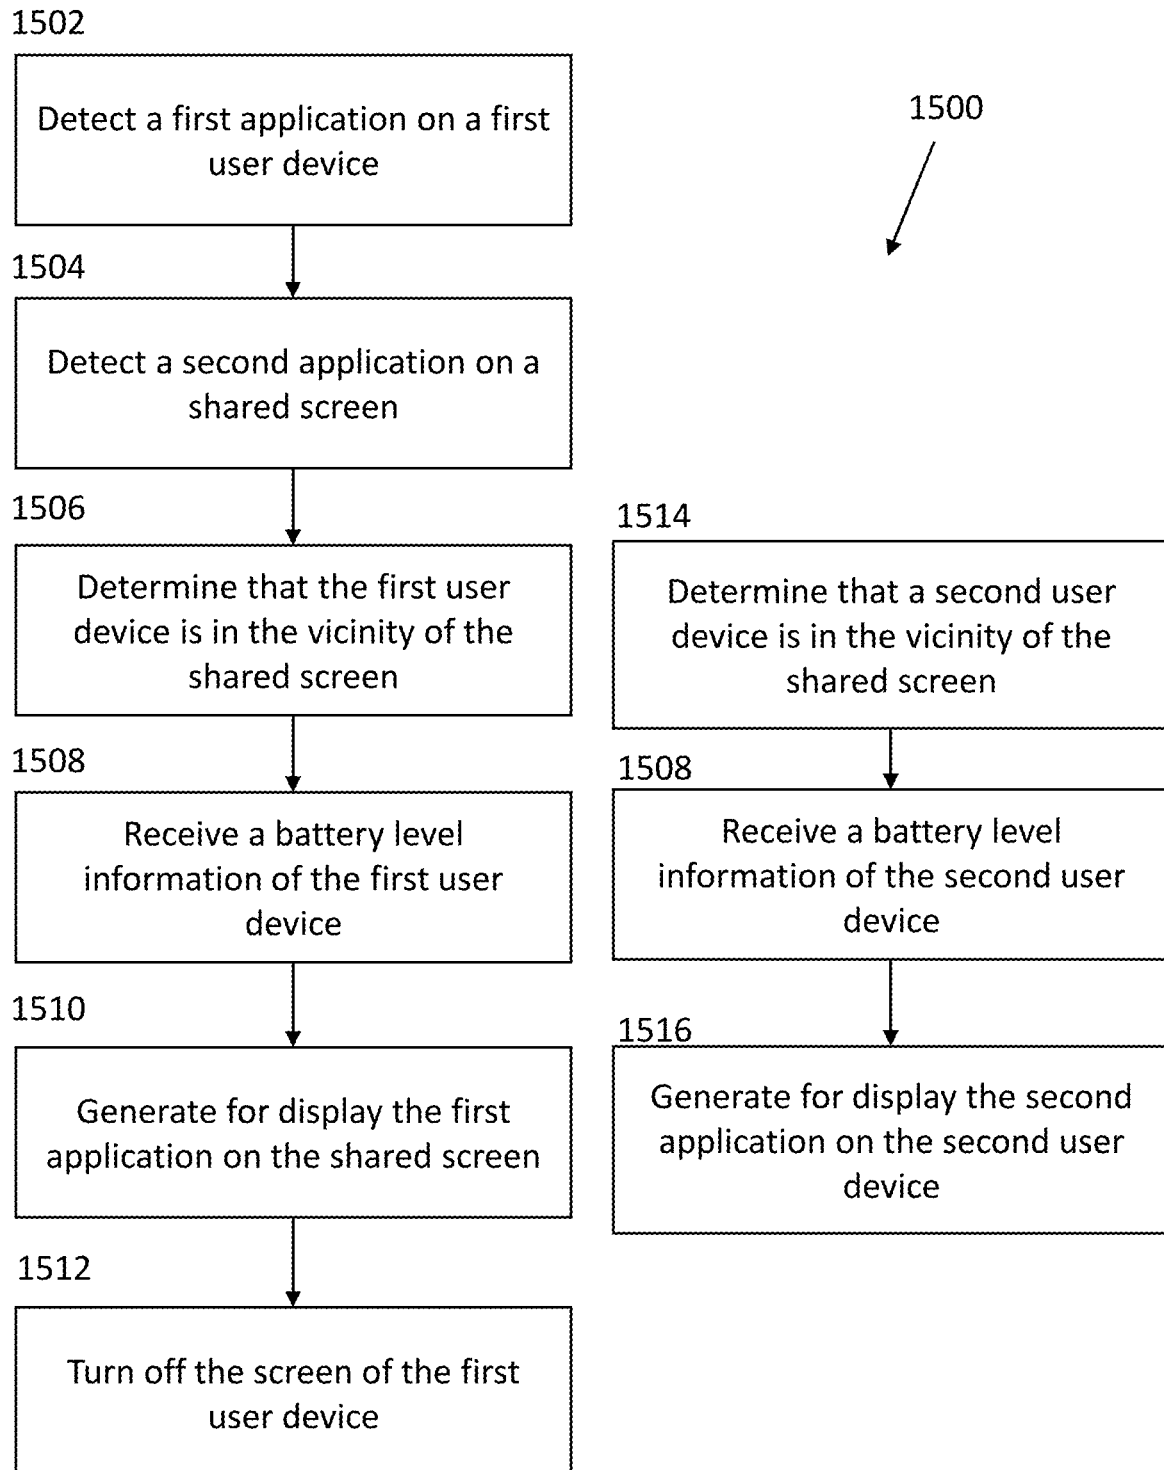 1502
Detect a first application on a first
user device
1500
1504
Detect a second application on a
shared screen
1506
Determine that the first user
device is in the vicinity of the
shared screen
1508
Receive a battery level
information of the first user
device
1510
Generate for display the first
application on the shared screen
1512
Turn off the screen of the first
user device
1514
Determine that a second user
device is in the vicinity of the
shared screen
1508
Receive a battery level
information of the second user
device
1516
Generate for display the second
application on the second user
device